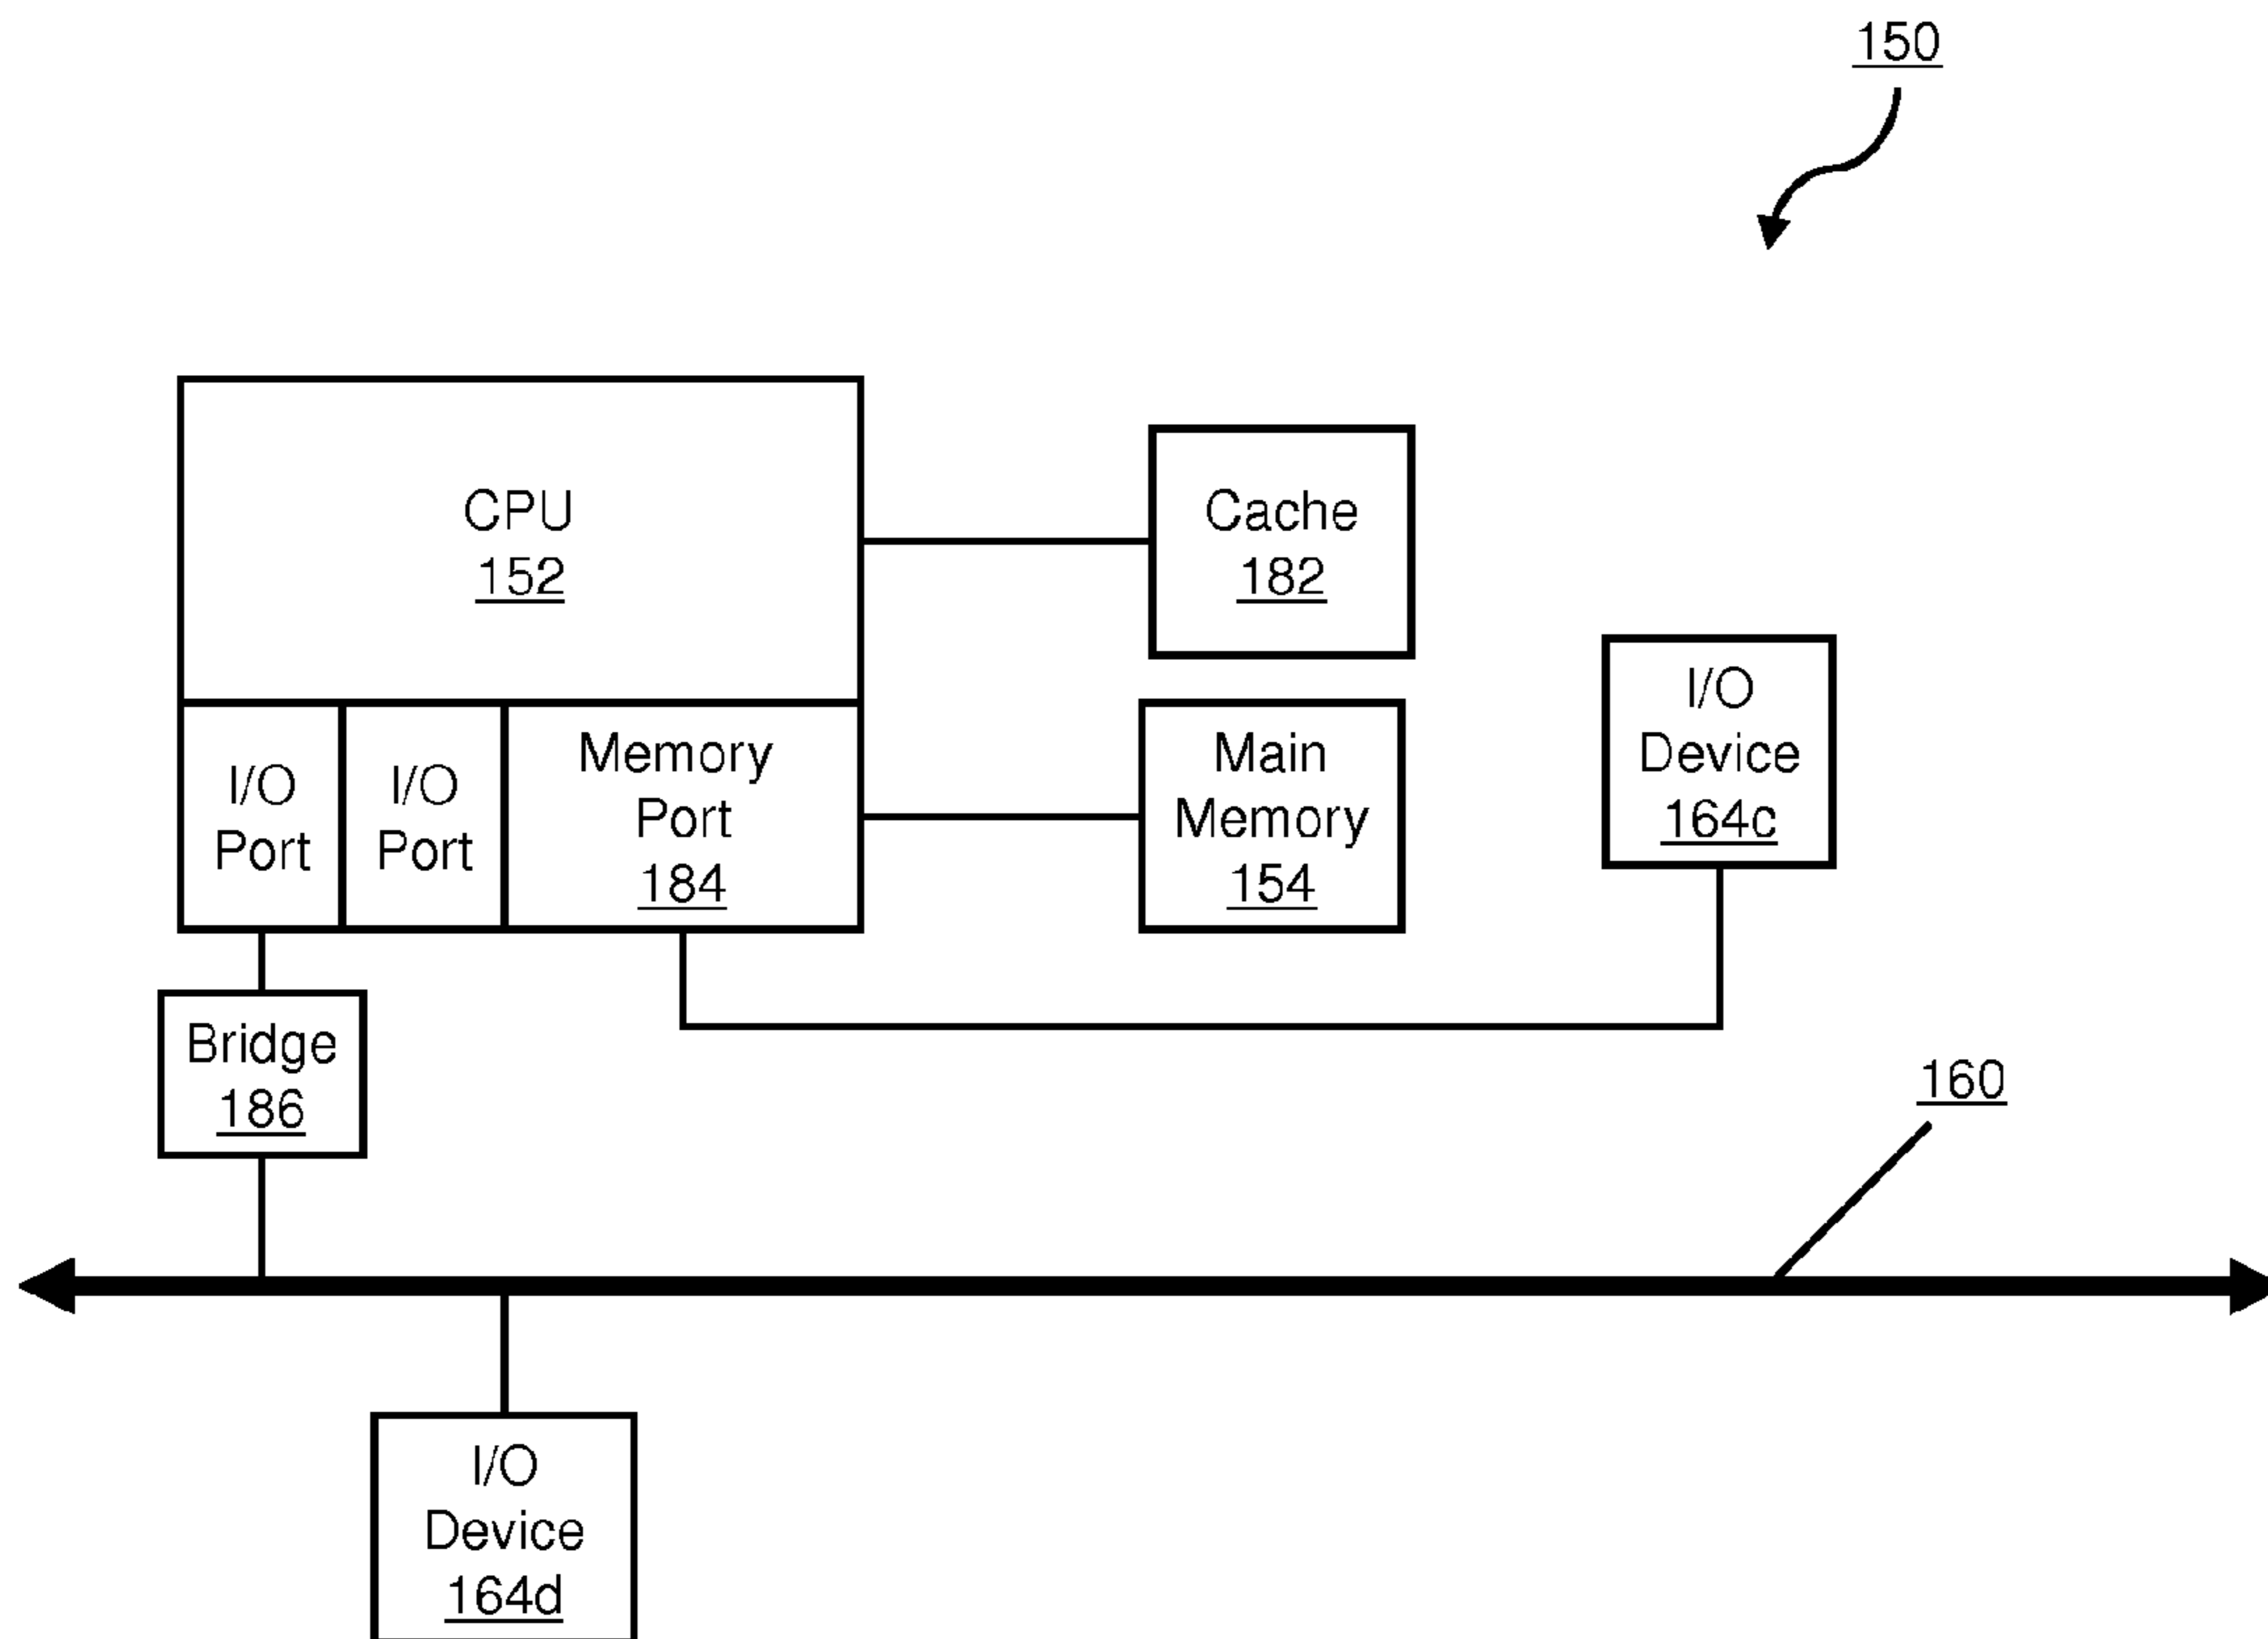 150
CPU
152
Cache
182
I/O
Device
164c
I/O
Port
I/O
Port
Memory
Port
184
Main
Memory
154
Bridge
186
160
I/O
Device
164d